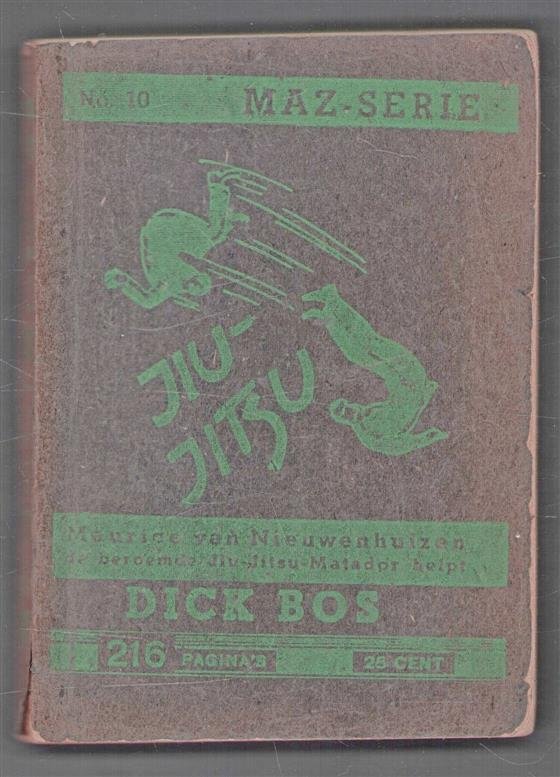 No. 10 MAZ-SERIE
JIU-
JITSU
Maurice van Nieuwenhuizen
de beroemde Jiu-Jitsu-Matador helpt
DICK BOS
216 PAGINA'S 25 CENT